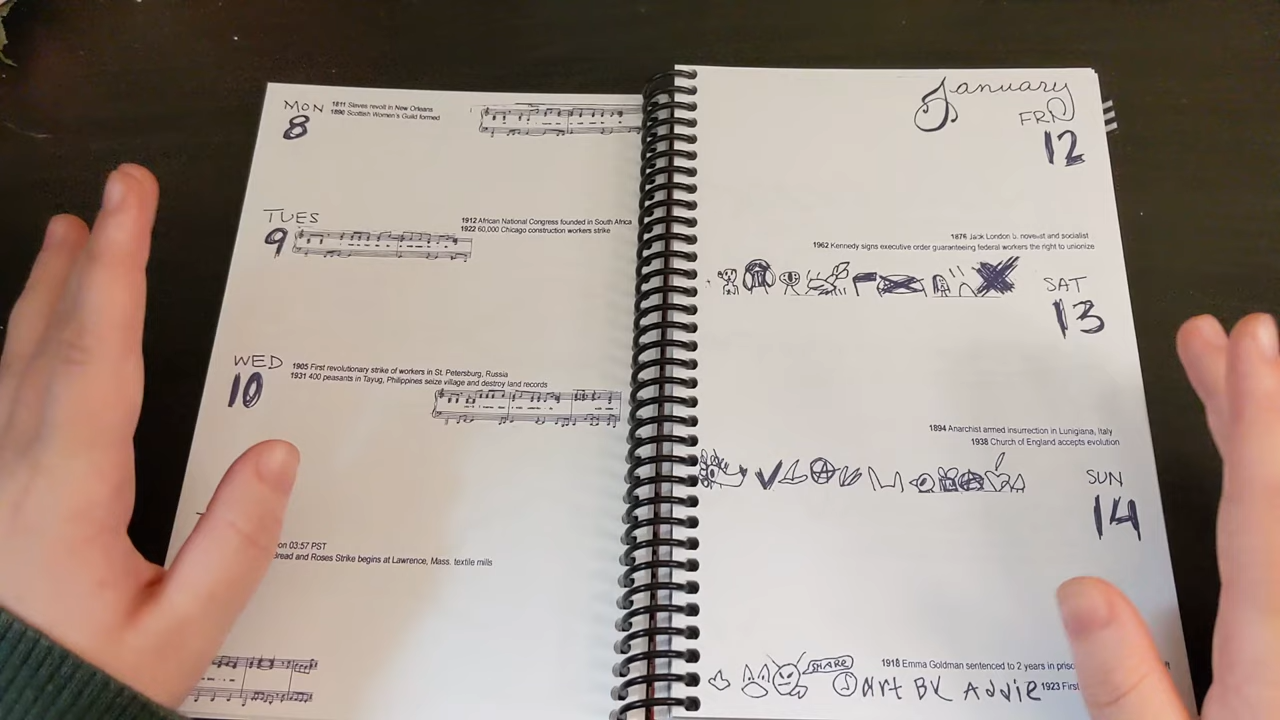 MON
8
1811 Slaves revolt in New Orleans
1890 Scottish Women's Guild formed
TUES
9
1912 African National Congress founded in South Africa
1922 60,000 Chicago construction workers strike
WED
10
1905 First revolutionary strike of workers in St. Petersburg, Russia
1931 400 peasants in Tayug, Philippines seize village and destroy land records
on 03:57 PST
Bread and Roses Strike begins at Lawrence, Mass. textile mills
January
FRI
12
1876 Jack London b. novelist and socialist
1962 Kennedy signs executive order guaranteeing federal workers the right to unionize
SAT
13
1894 Anarchist armed insurrection in Lunigiana, Italy
1938 Church of England accepts evolution
SUN
14
1918 Emma Goldman sentenced to 2 years in
SHARE
art BK Addie
1923 First